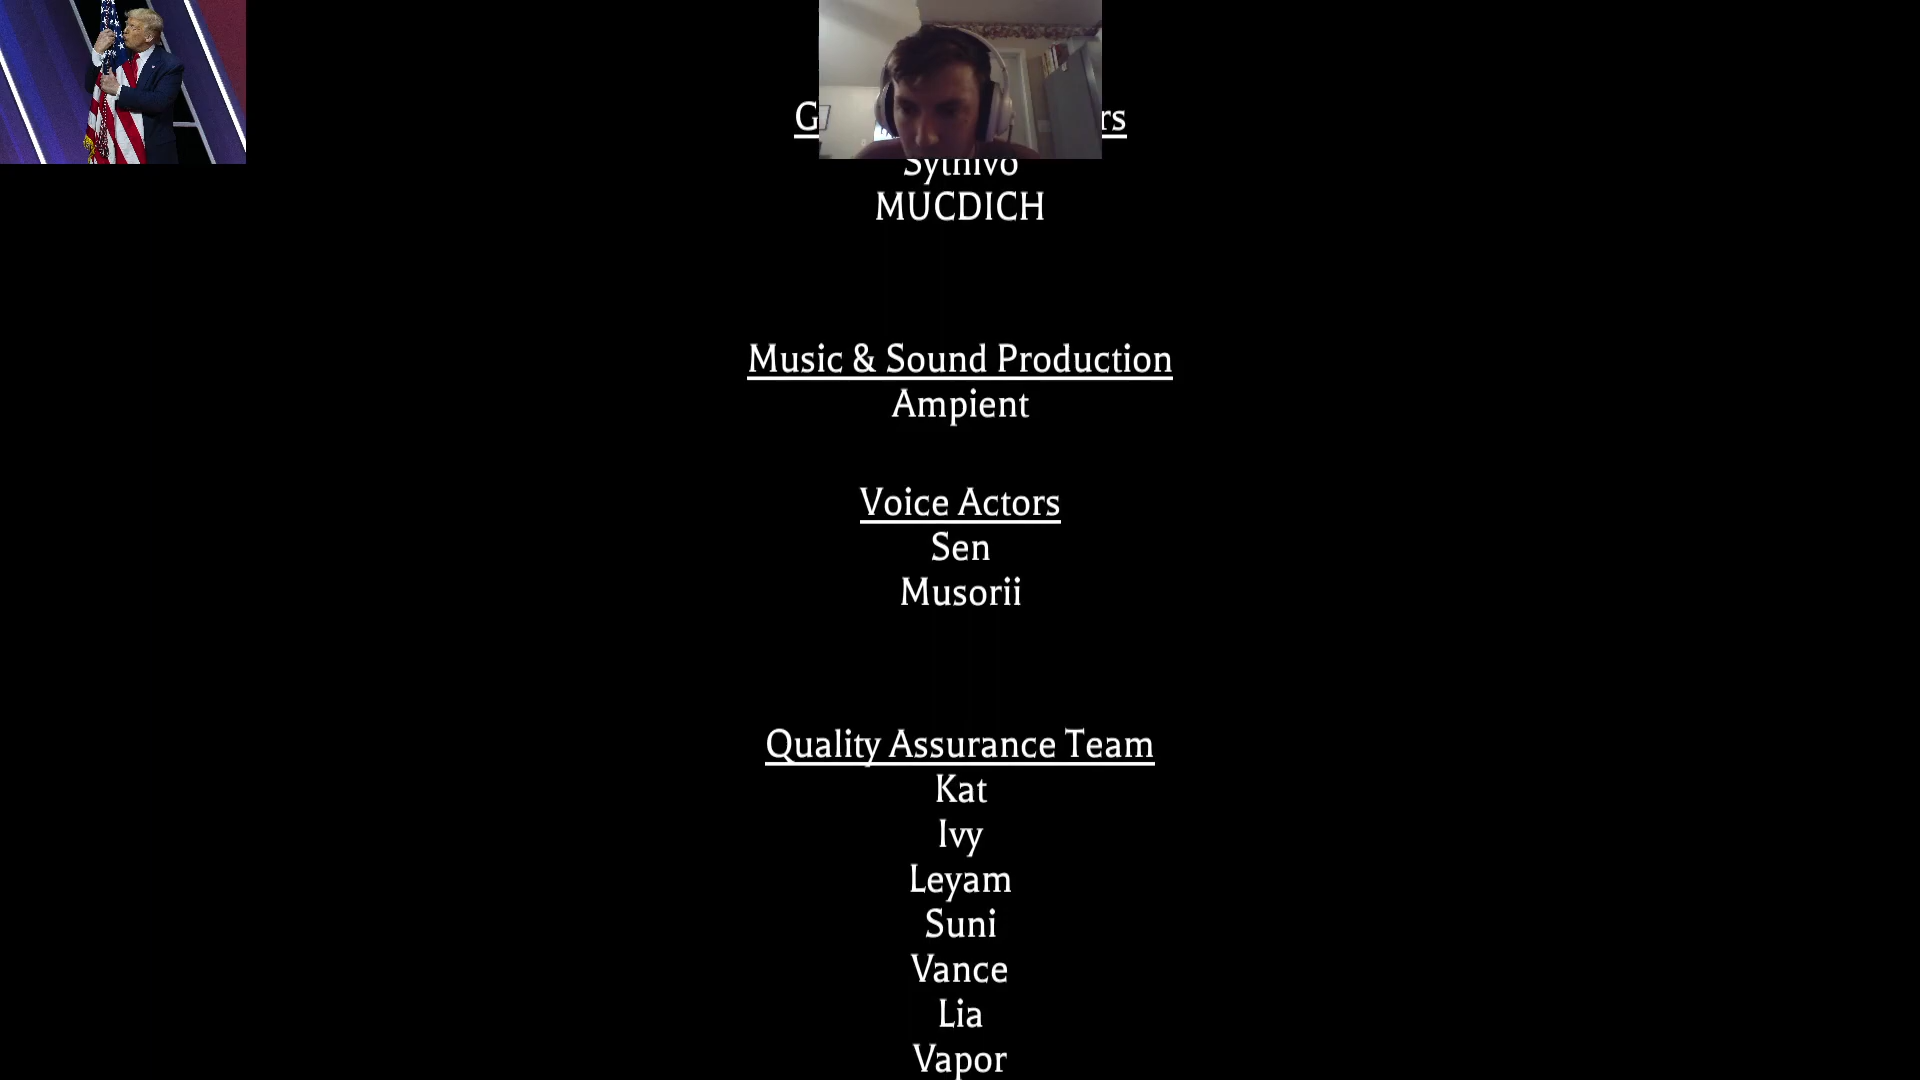 Sythivo
MUCDICH
Music & Sound Production
Ampient
Voice Actors
Sen
Musorii
Quality Assurance Team
Kat
Ivy
Leyam
Suni
Vance
Lia
Vapor